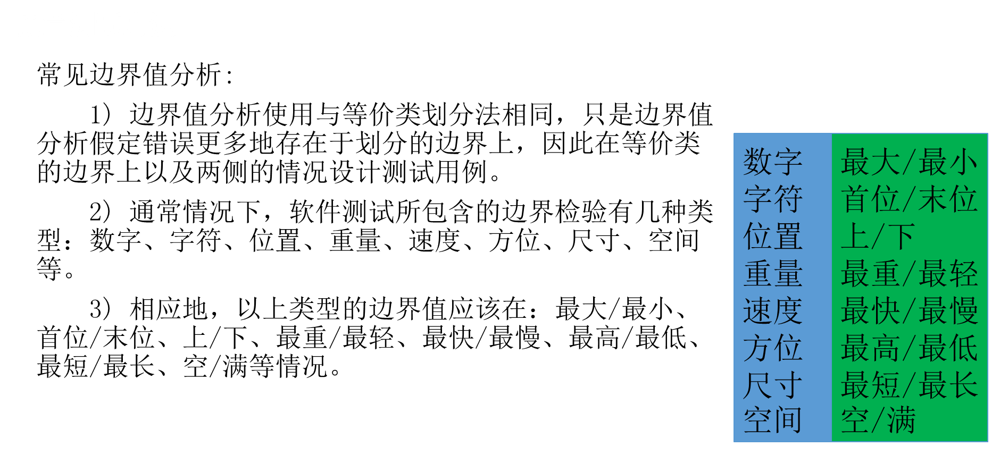 常见边界值分析:
1) 边界值分析使用与等价类划分法相同，只是边界值
分析假定错误更多地存在于划分的边界上，因此在等价类
的边界上以及两侧的情况设计测试用例。
2) 通常情况下，软件测试所包含的边界检验有几种类
型：数字、字符、位置、重量、速度、方位、尺寸、空间
等。
3) 相应地，以上类型的边界值应该在：最大/最小、
首位/末位、上/下、最重/最轻、最快/最慢、最高/最低、
最短/最长、空/满等情况。
数字 最大/最小
字符 首位/末位
位置 上/下
重量 最重/最轻
速度 最快/最慢
方位 最高/最低
尺寸 最短/最长
空间 空/满